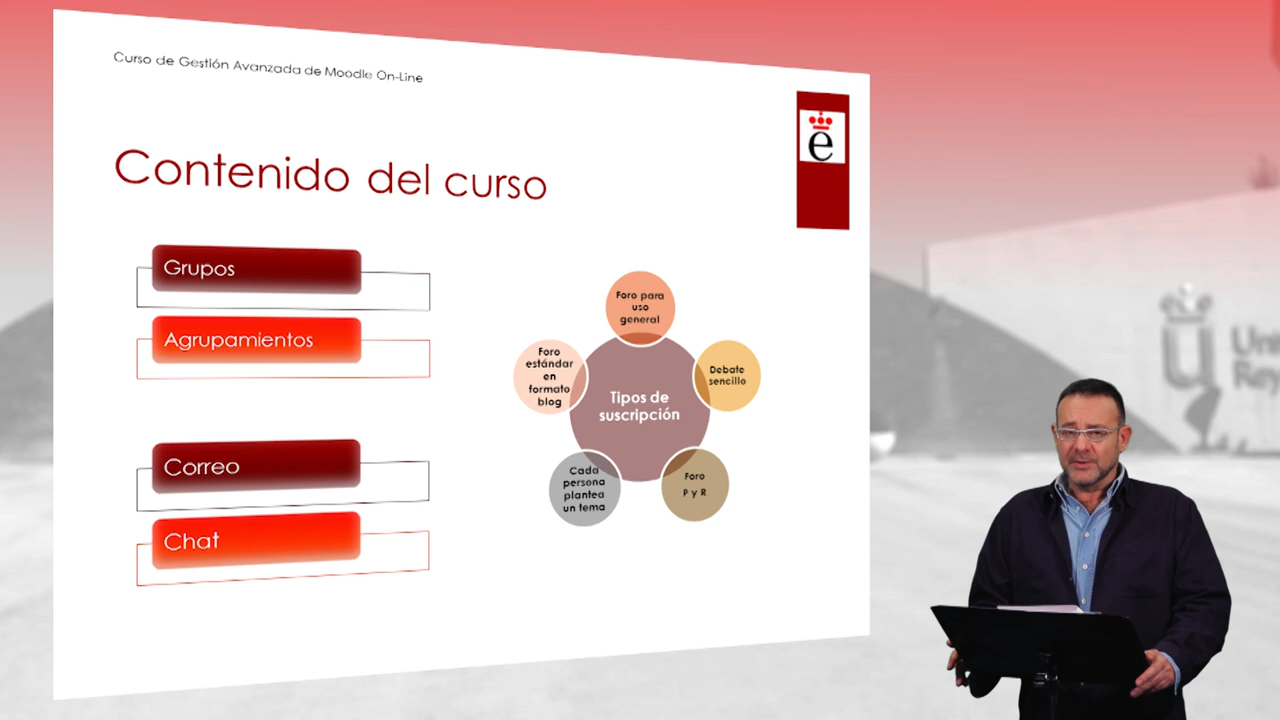 Curso de Gestión Avanzada de Moodle On-Line
e
Contenido del curso
Grupos
Agrupamientos
Correo
Chat
Foro para
uso
general
Foro
estándar
en
formato
blog
Debate
sencillo
Tipos de
suscripción
Cada
persona
plantea
un tema
Foro
P y R
Rey